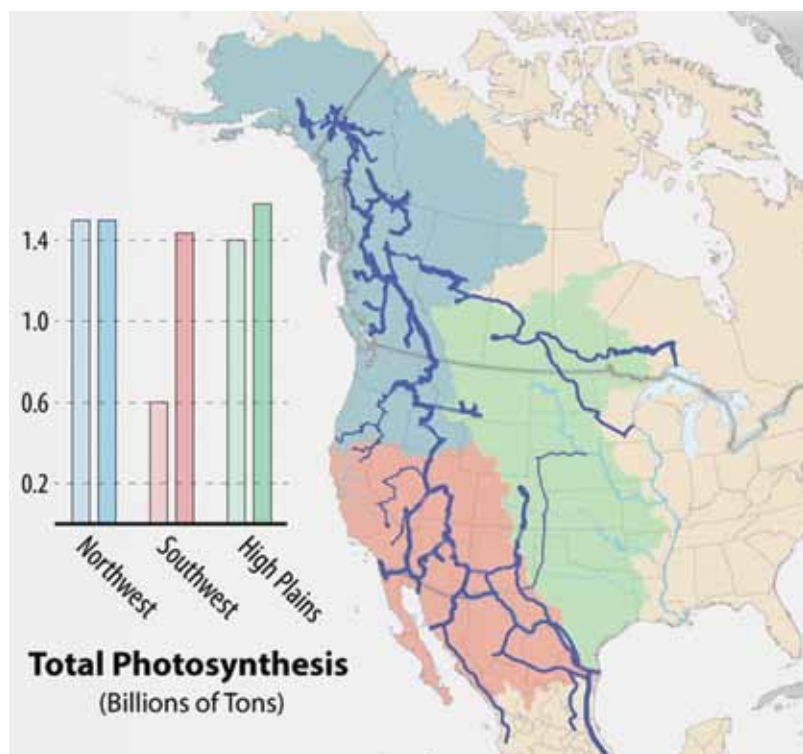 1.4
1.0
0.6
0.2
Northwest
Southwest
High Plains
Total Photosynthesis
(Billions of Tons)